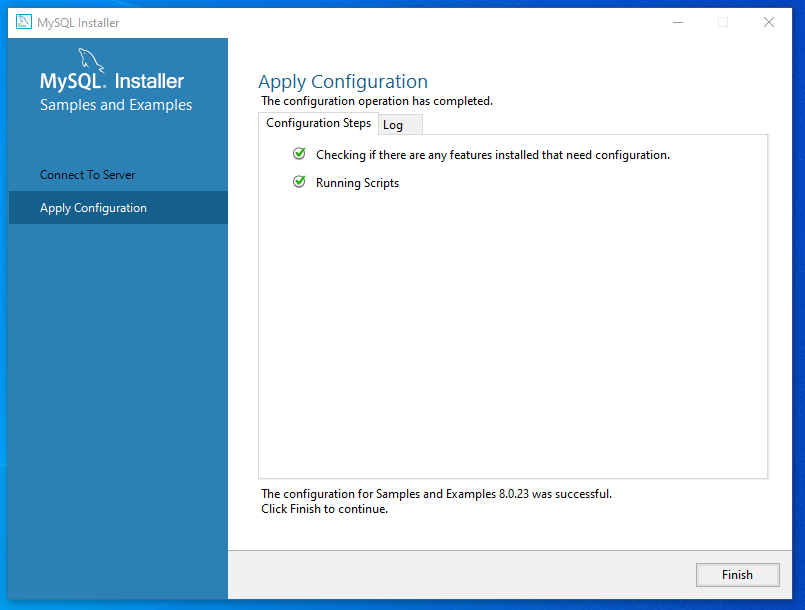 MySQL Installer
MySQL. Installer
Samples and Examples
Connect To Server
Apply Configuration
Apply Configuration
The configuration operation has completed.
Configuration Steps
Log
Checking if there are any features installed that need configuration.
Running Scripts
The configuration for Samples and Examples 8.0.23 was successful.
Click Finish to continue.
Finish